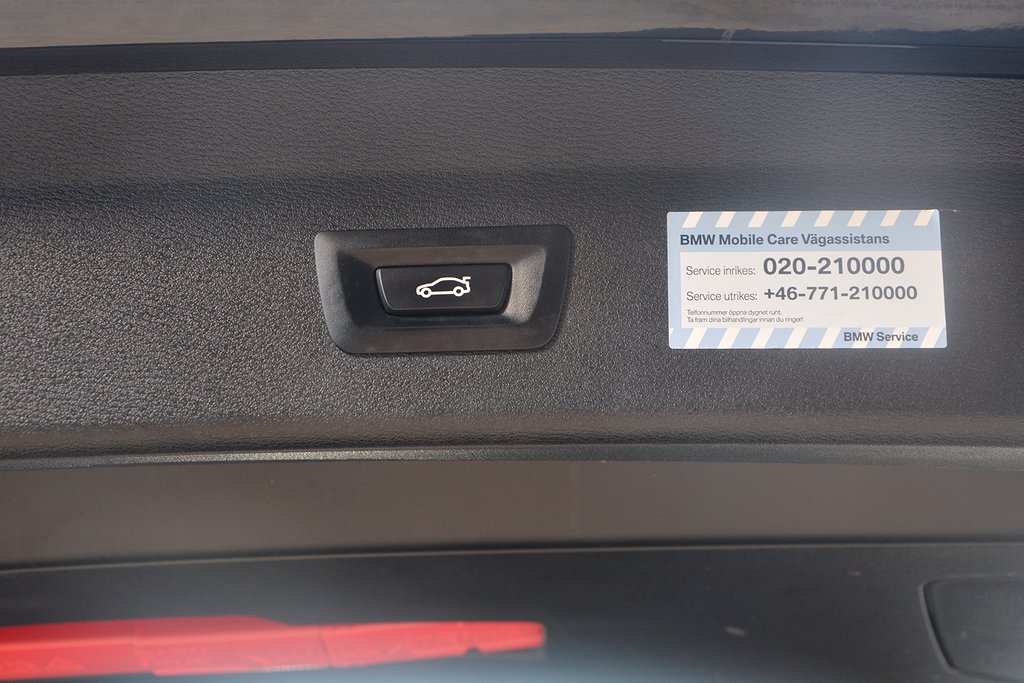 BMW Mobile Care Vägassistans
Service inrikes: 020-210000
Service utrikes: +46-771-210000
Telfonnummer öppna dygnet runt.
Ta fram dina bilhandlingar innan du ringer!
BMW Service